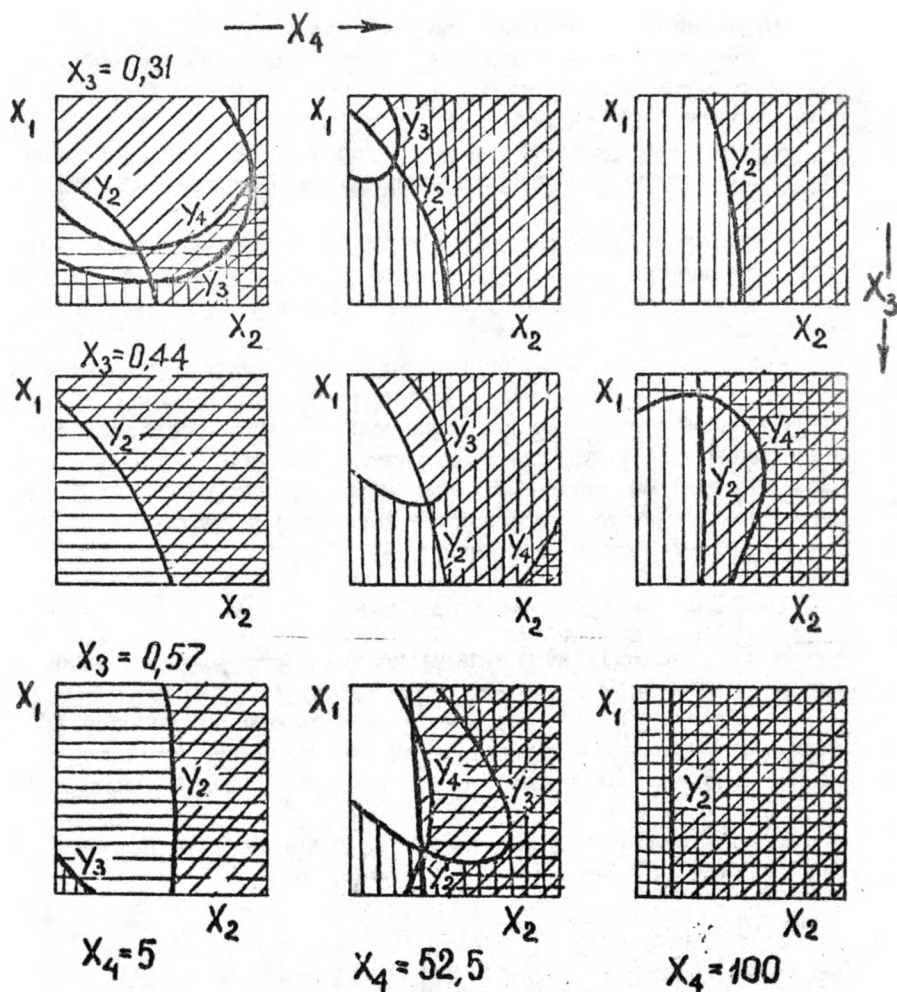 X₄
X₃ = 0,31
X₁ X₁ X₁
Y₂ Y₄ Y₃
Y₃ Y₂
Y₂
X₂ X₂ X₂
X₃
X₃ = 0,44
X₁ X₁ X₁
Y₂
Y₃ Y₂ Y₄
Y₄ Y₂
X₂ X₂ X₂
X₃ = 0,57
X₁ X₁ X₁
Y₂ Y₃
Y₄ Y₃ Y₂
Y₂
X₂ X₂ X₂
X₄ = 5 X₄ = 52,5 X₄ = 100